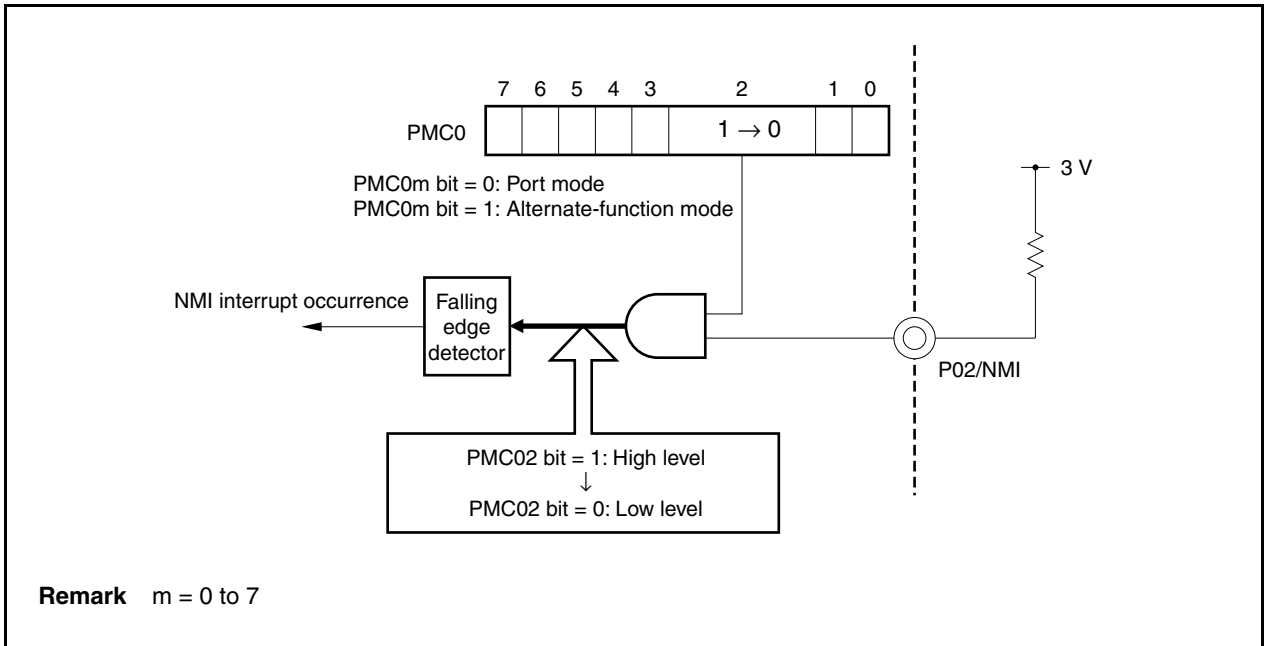 7 6 5 4 3 2 1 0
PMC0
1 → 0
3 V
PMC0m bit = 0: Port mode
PMC0m bit = 1: Alternate-function mode
NMI interrupt occurrence
Falling
edge
detector
P02/NMI
PMC02 bit = 1: High level
↓
PMC02 bit = 0: Low level
Remark m = 0 to 7